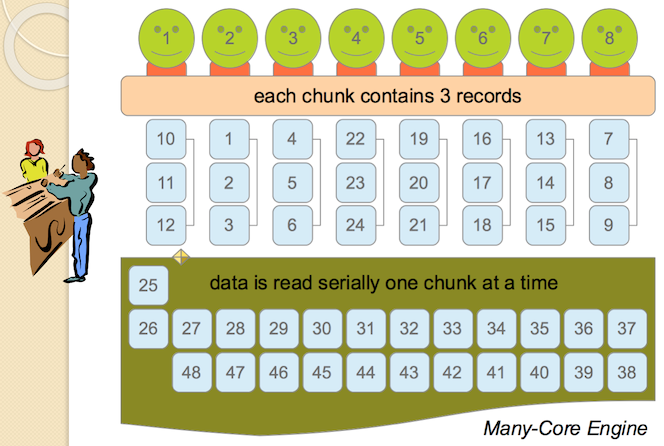 1 2 3 4 5 6 7 8
each chunk contains 3 records
10 1 4 22 19 16 13 7
11 2 5 23 20 17 14 8
12 3 6 24 21 18 15 9
25 data is read serially one chunk at a time
26 27 28 29 30 31 32 33 34 35 36 37
48 47 46 45 44 43 42 41 40 39 38
Many-Core Engine